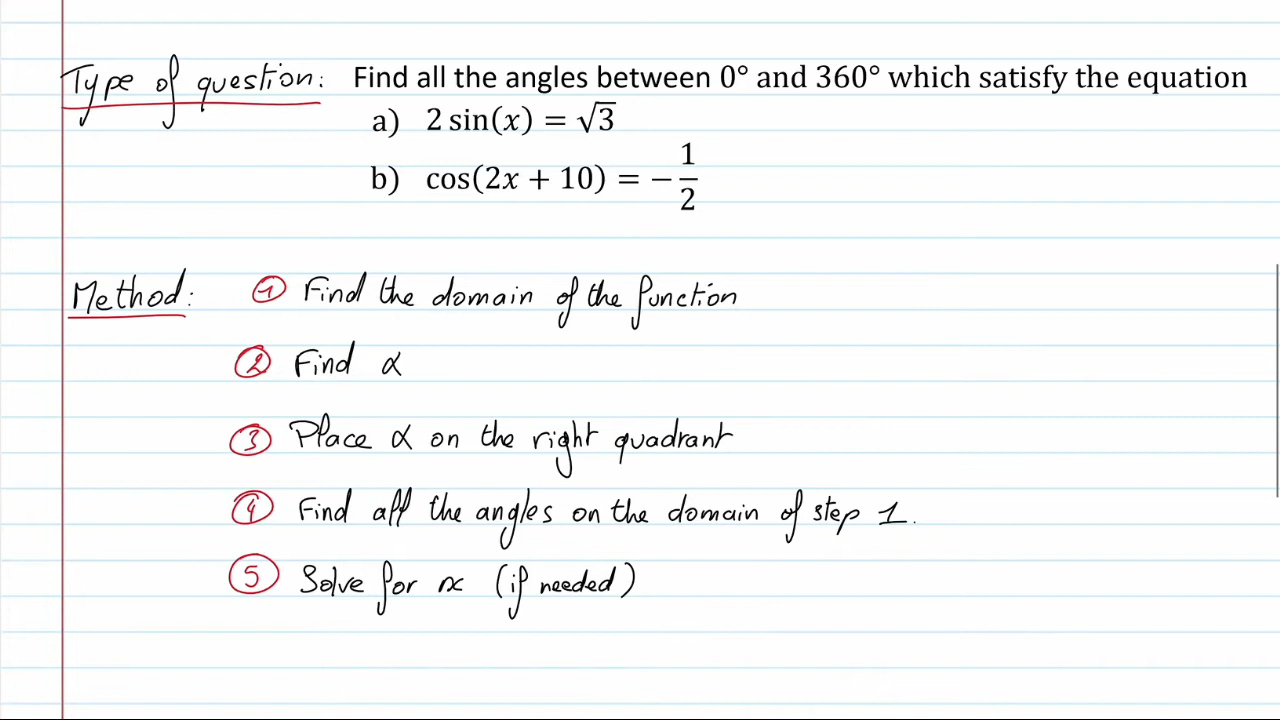 Type of question: Find all the angles between 0° and 360° which satisfy the equation
a) 2 sin(x) = √3
b) cos(2x + 10) = −1/2
Method: ① Find the domain of the function
② Find α
③ Place α on the right quadrant
④ Find all the angles on the domain of step 1.
⑤ Solve for x (if needed)